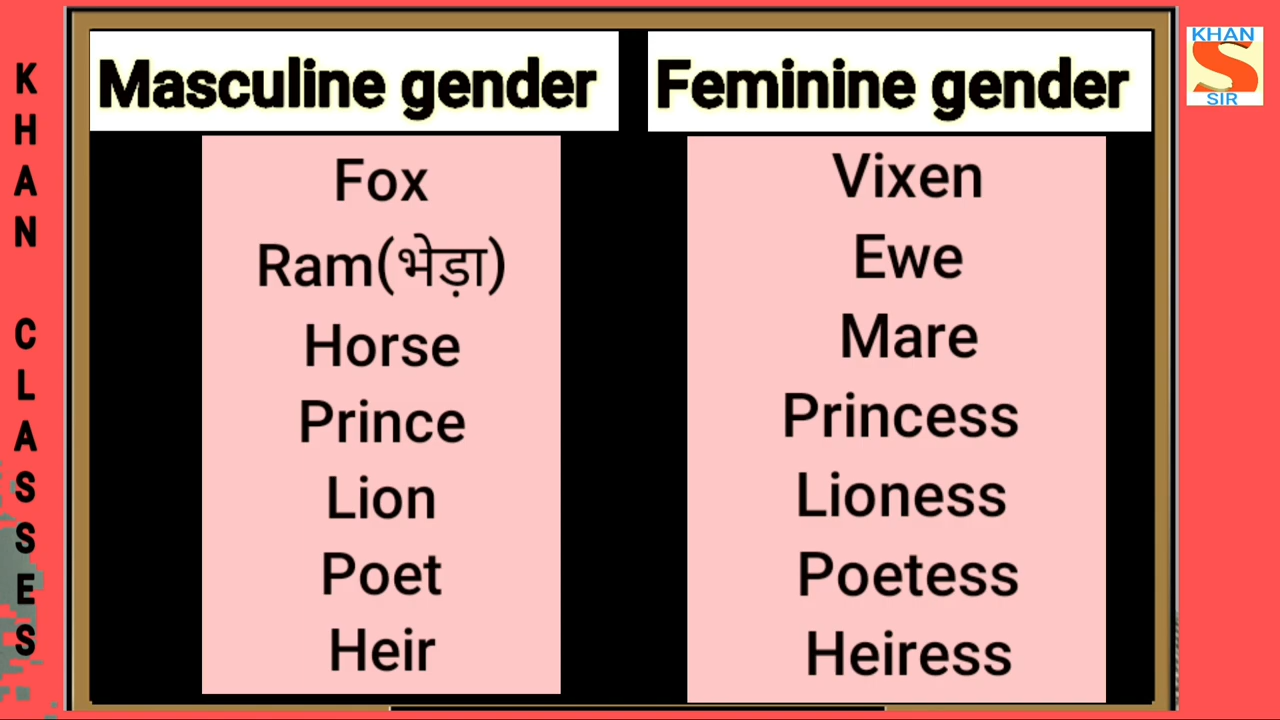 KHAN CLASSES
Masculine gender Feminine gender
Fox Vixen
Ram(भेड़ा) Ewe
Horse Mare
Prince Princess
Lion Lioness
Poet Poetess
Heir Heiress
KHAN
S
SIR